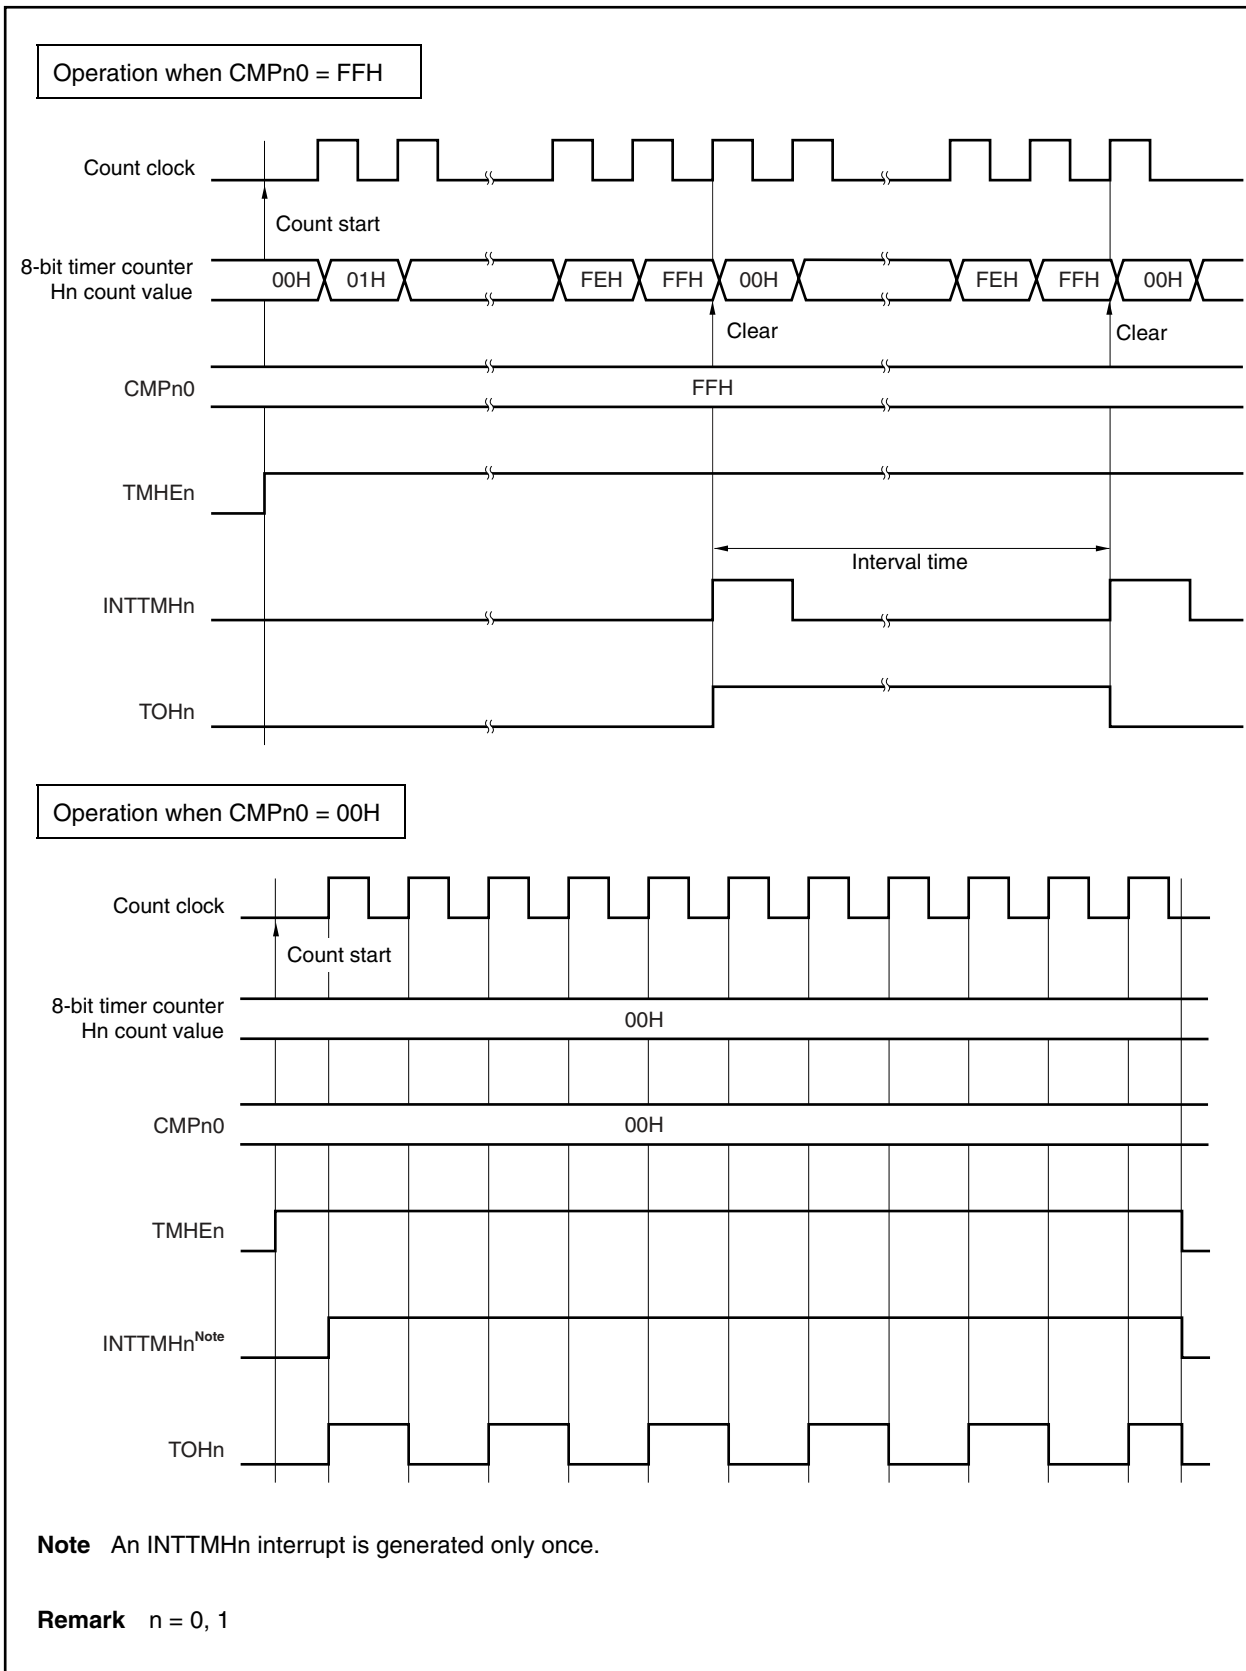 Operation when CMPn0 = FFH
Count clock
Count start
8-bit timer counter
Hn count value
00H 01H FEH FFH 00H FEH FFH 00H
Clear Clear
CMPn0 FFH
TMHEn
Interval time
INTTMHn
TOHn
Operation when CMPn0 = 00H
Count clock
Count start
8-bit timer counter
Hn count value
00H
CMPn0 00H
TMHEn
INTTMHnNote
TOHn
Note An INTTMHn interrupt is generated only once.
Remark n = 0, 1